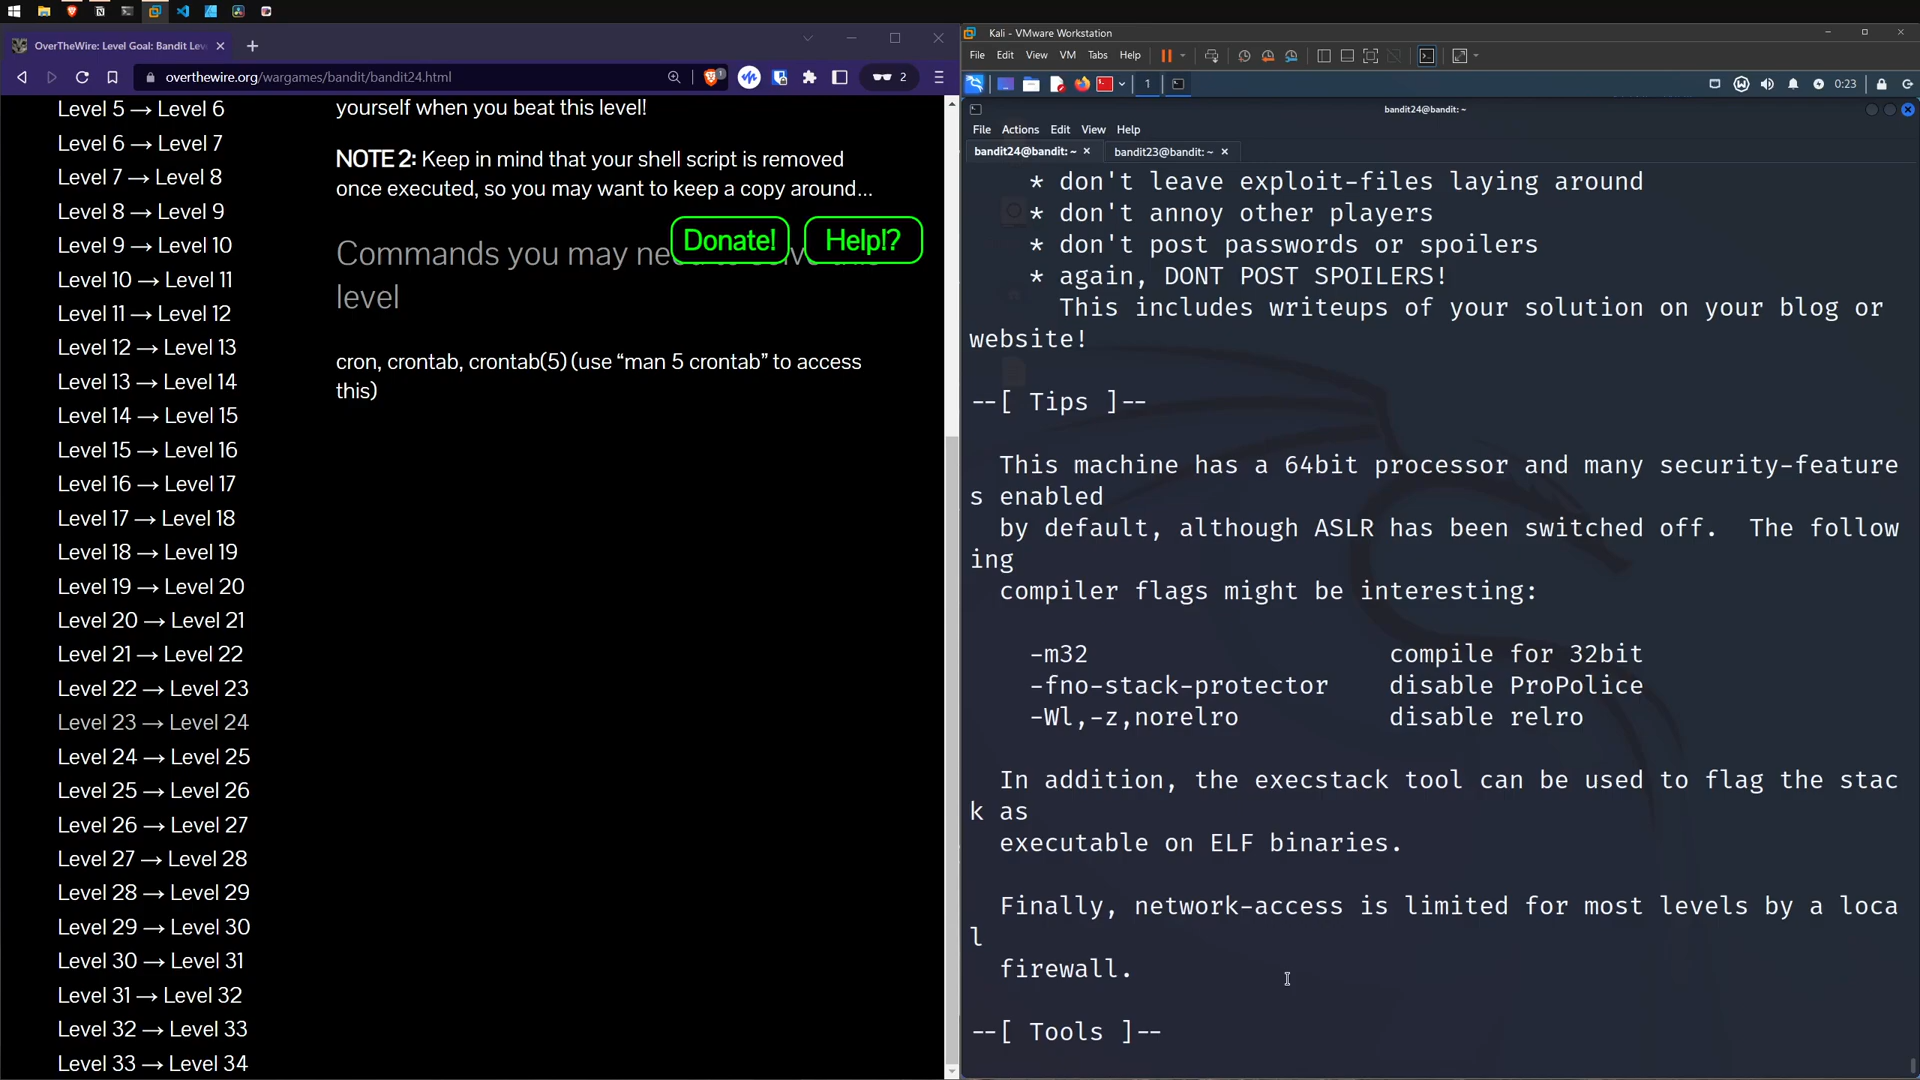 OverTheWire: Level Goal: Bandit Lev
overthewire.org/wargames/bandit/bandit24.html
1
2
Level 5 → Level 6
Level 6 → Level 7
Level 7 → Level 8
Level 8 → Level 9
Level 9 → Level 10
Level 10 → Level 11
Level 11 → Level 12
Level 12 → Level 13
Level 13 → Level 14
Level 14 → Level 15
Level 15 → Level 16
Level 16 → Level 17
Level 17 → Level 18
Level 18 → Level 19
Level 19 → Level 20
Level 20 → Level 21
Level 21 → Level 22
Level 22 → Level 23
Level 23 → Level 24
Level 24 → Level 25
Level 25 → Level 26
Level 26 → Level 27
Level 27 → Level 28
Level 28 → Level 29
Level 29 → Level 30
Level 30 → Level 31
Level 31 → Level 32
Level 32 → Level 33
Level 33 → Level 34
yourself when you beat this level!
NOTE 2: Keep in mind that your shell script is removed
once executed, so you may want to keep a copy around…
Donate! Help!?
Commands you may need to solve this
level
cron, crontab, crontab(5) (use “man 5 crontab” to access
this)
Kali - VMware Workstation
File Edit View VM Tabs Help
1
0:23
bandit24@bandit: ~
File Actions Edit View Help
bandit24@bandit: ~ bandit23@bandit: ~
* don't leave exploit-files laying around
* don't annoy other players
* don't post passwords or spoilers
* again, DONT POST SPOILERS!
This includes writeups of your solution on your blog or
website!
--[ Tips ]--
This machine has a 64bit processor and many security-feature
s enabled
by default, although ASLR has been switched off. The follow
ing
compiler flags might be interesting:
-m32 compile for 32bit
-fno-stack-protector disable ProPolice
-Wl,-z,norelro disable relro
In addition, the execstack tool can be used to flag the stac
k as
executable on ELF binaries.
Finally, network-access is limited for most levels by a loca
l
firewall.
--[ Tools ]--